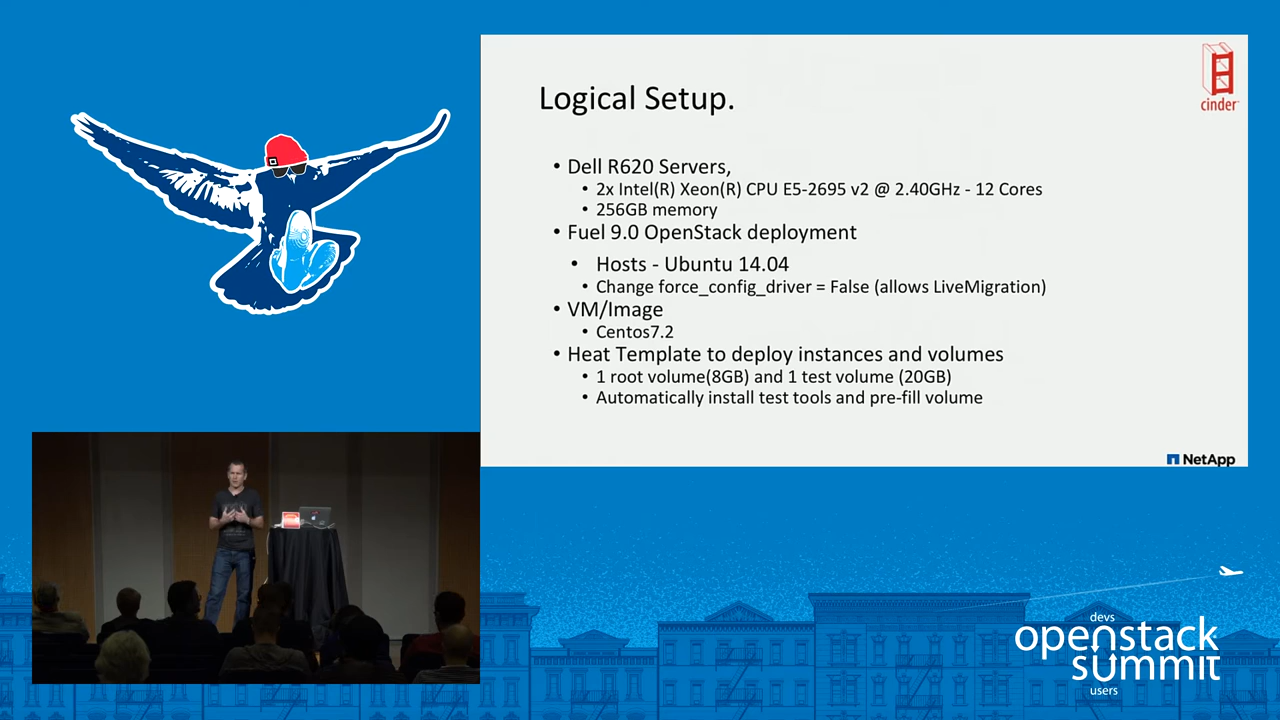 cinder
Logical Setup.
• Dell R620 Servers,
• 2x Intel(R) Xeon(R) CPU E5-2695 v2 @ 2.40GHz - 12 Cores
• 256GB memory
• Fuel 9.0 OpenStack deployment
• Hosts - Ubuntu 14.04
• Change force_config_driver = False (allows LiveMigration)
• VM/Image
• Centos7.2
• Heat Template to deploy instances and volumes
• 1 root volume(8GB) and 1 test volume (20GB)
• Automatically install test tools and pre-fill volume
NetApp
devs
openstack
summit
users